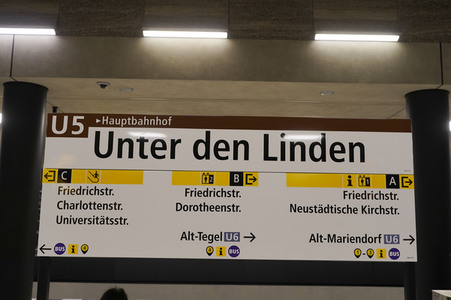 U5 ▸Hauptbahnhof
Unter den Linden
C
Friedrichstr.
Charlottenstr.
Universitätsstr.
BUS i
B
Friedrichstr.
Dorotheenstr.
Alt-Tegel U6
i BUS
i A
Friedrichstr.
Neustädtische Kirchstr.
Alt-Mariendorf U6
i BUS